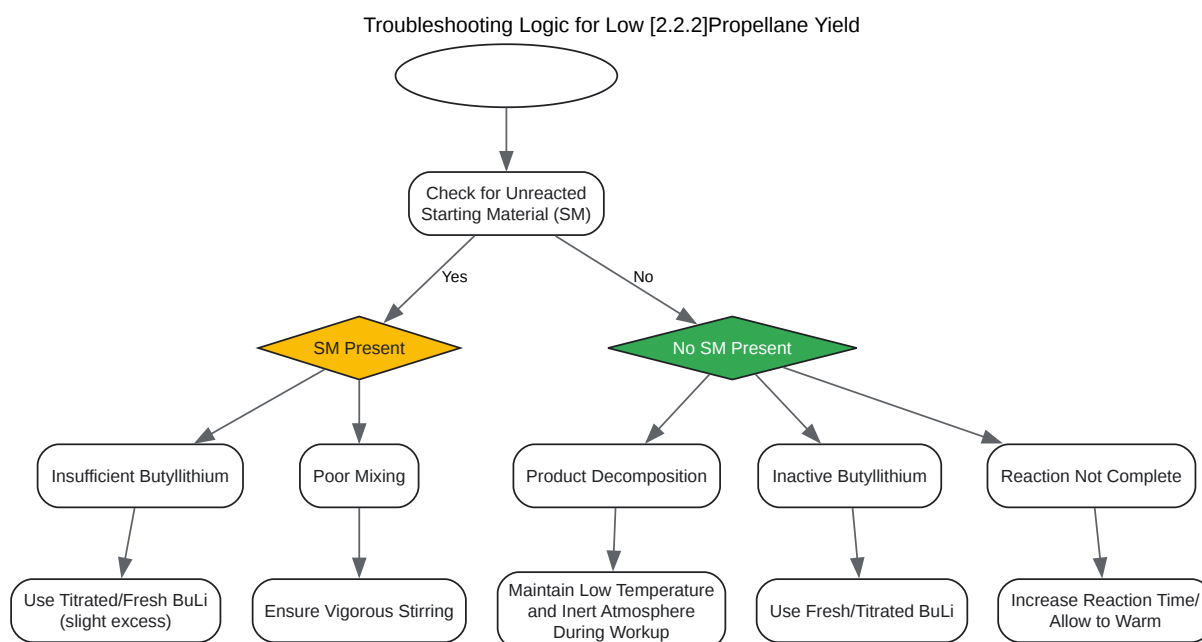 Troubleshooting Logic for Low [2.2.2]Propellane Yield
Check for Unreacted
Starting Material (SM)
Yes
No
SM Present
No SM Present
Insufficient Butyllithium
Poor Mixing
Product Decomposition
Inactive Butyllithium
Reaction Not Complete
Use Titrated/Fresh BuLi
(slight excess)
Ensure Vigorous Stirring
Maintain Low Temperature
and Inert Atmosphere
During Workup
Use Fresh/Titrated BuLi
Increase Reaction Time/
Allow to Warm